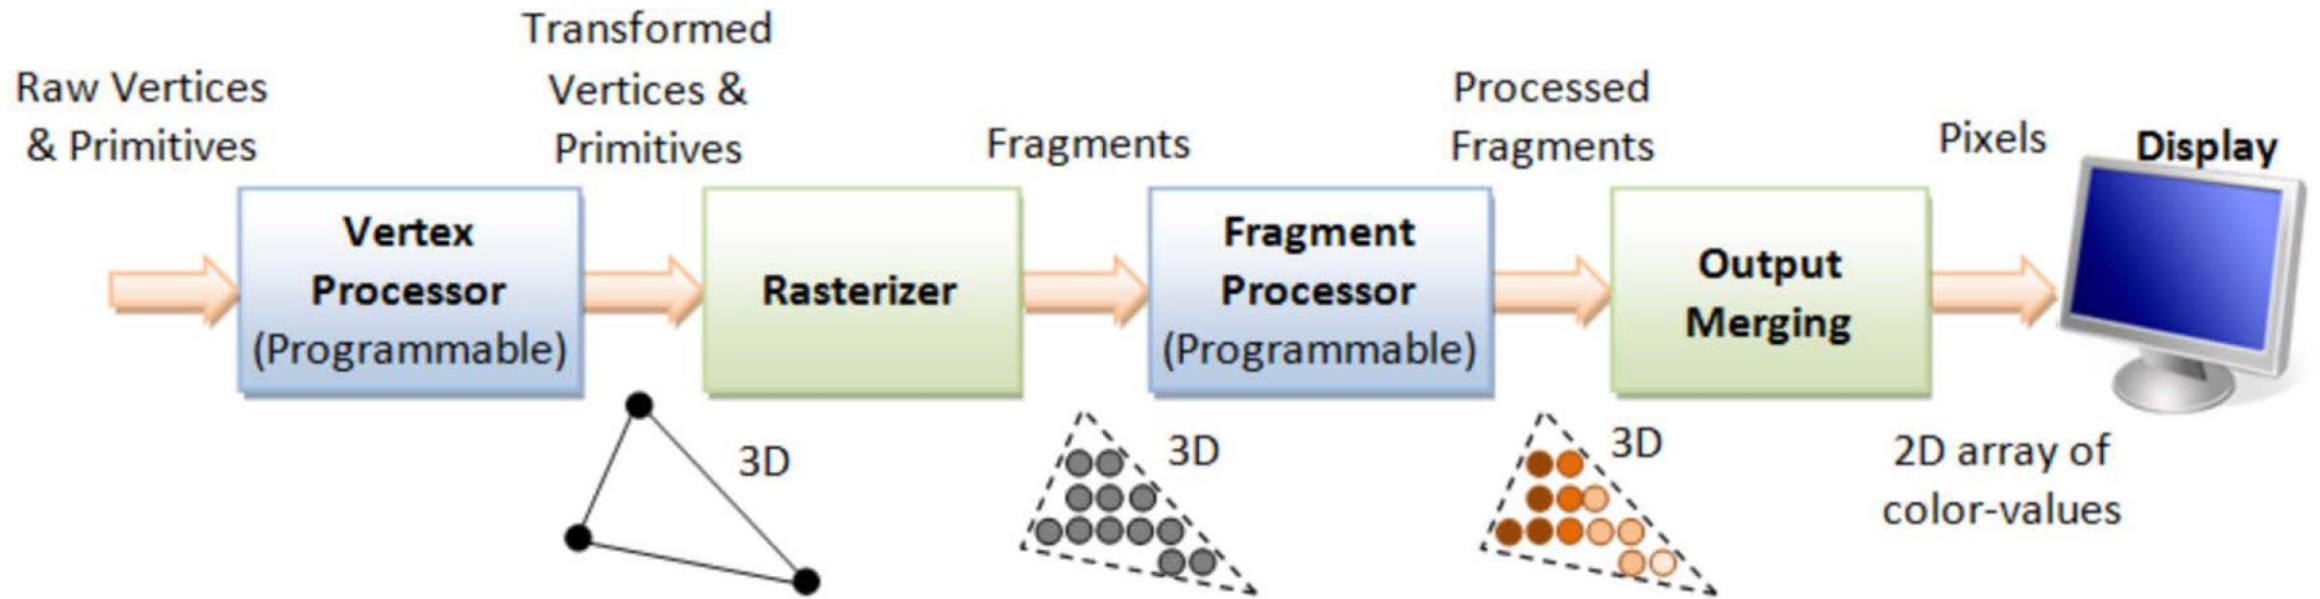 Raw Vertices
& Primitives
Transformed
Vertices &
Primitives
Fragments
Processed
Fragments
Pixels
Display
Vertex
Processor
(Programmable)
Rasterizer
Fragment
Processor
(Programmable)
Output
Merging
3D
3D
3D
2D array of
color-values